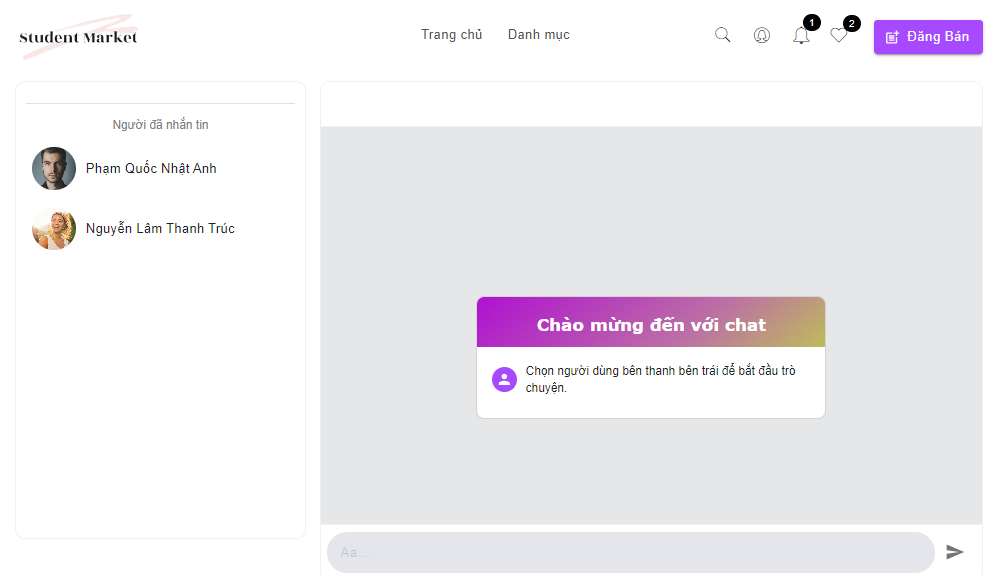 Student Market
Trang chủ
Danh mục
1
2
Đăng Bán
Người đã nhắn tin
Phạm Quốc Nhật Anh
Nguyễn Lâm Thanh Trúc
Chào mừng đến với chat
Chọn người dùng bên thanh bên trái để bắt đầu trò
chuyện.
Aa....